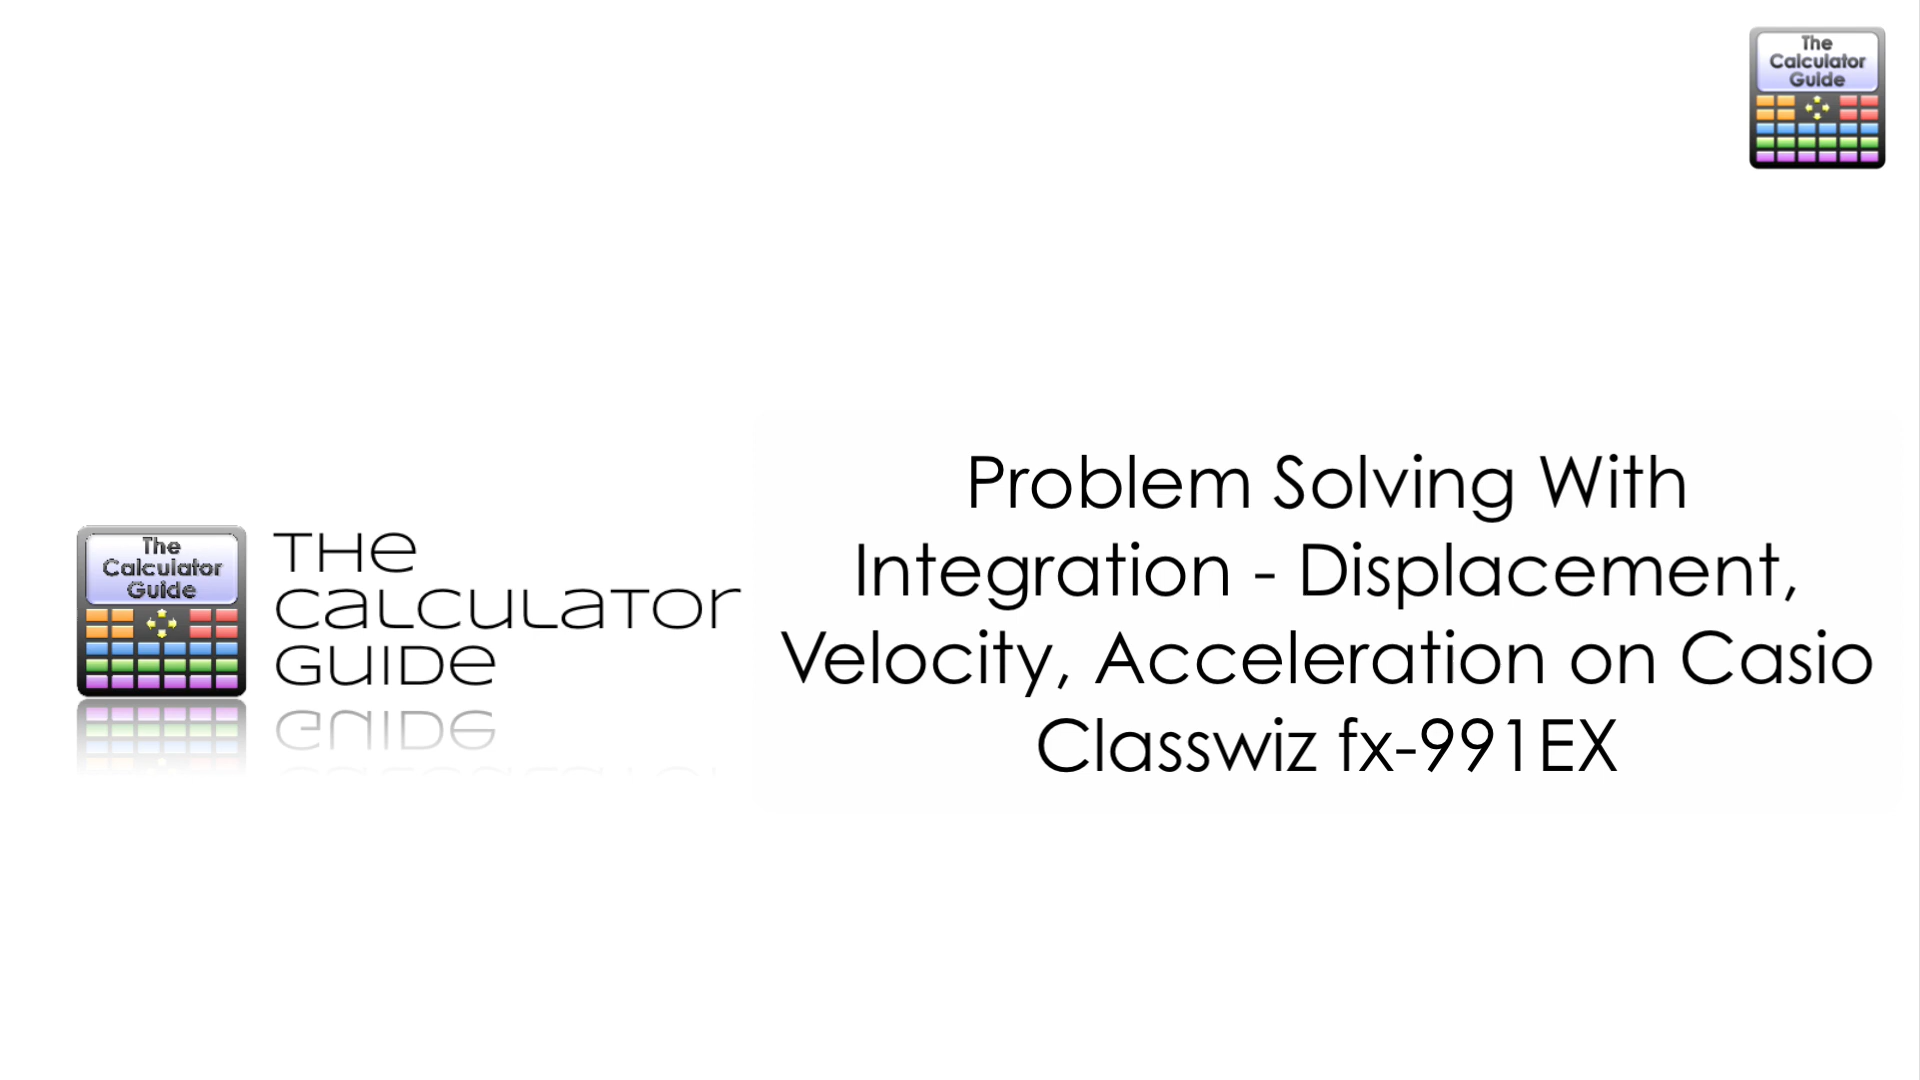 The
Calculator
Guide
The
Calculator
Guide
THe
CaLCULaTor
GUIDe
Problem Solving With
Integration - Displacement,
Velocity, Acceleration on Casio
Classwiz fx-991EX